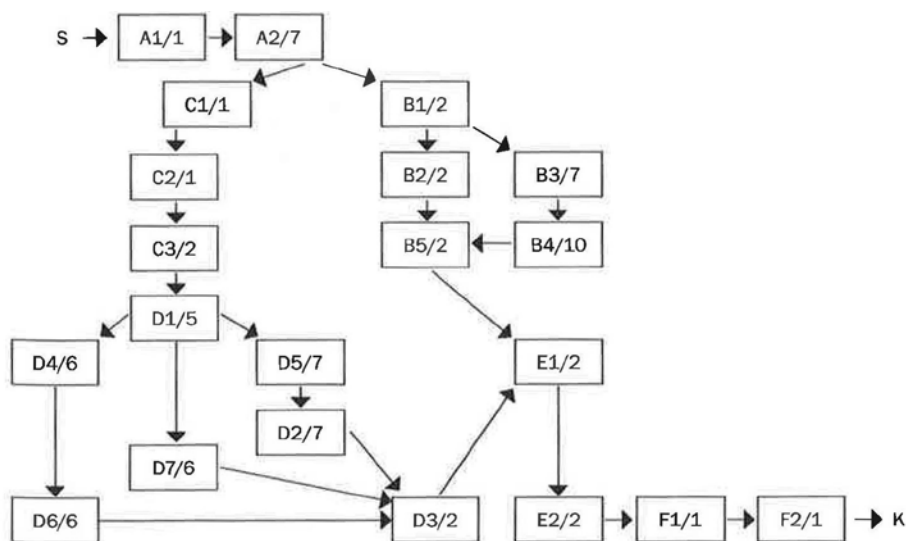 S
A1/1
A2/7
C1/1
B1/2
C2/1
B2/2
B3/7
C3/2
B5/2
B4/10
D1/5
D4/6
D5/7
E1/2
D2/7
D7/6
D6/6
D3/2
E2/2
F1/1
F2/1
K